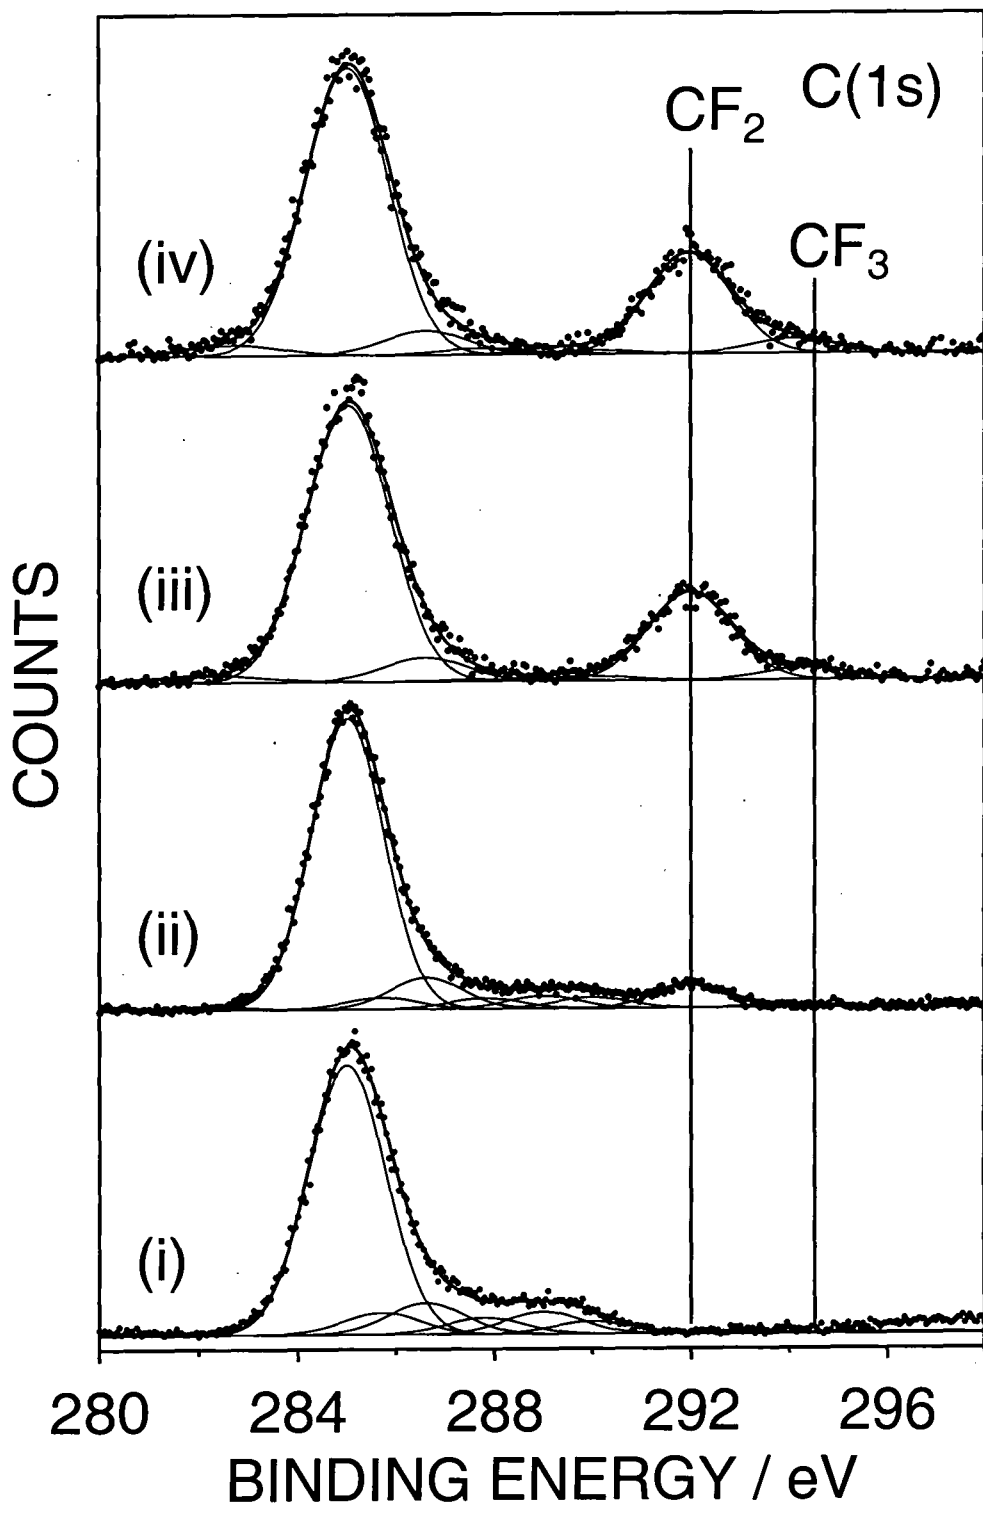 C(1s)
CF₂
CF₃
(iv)
(iii)
(ii)
(i)
COUNTS
280 284 288 292 296
BINDING ENERGY / eV